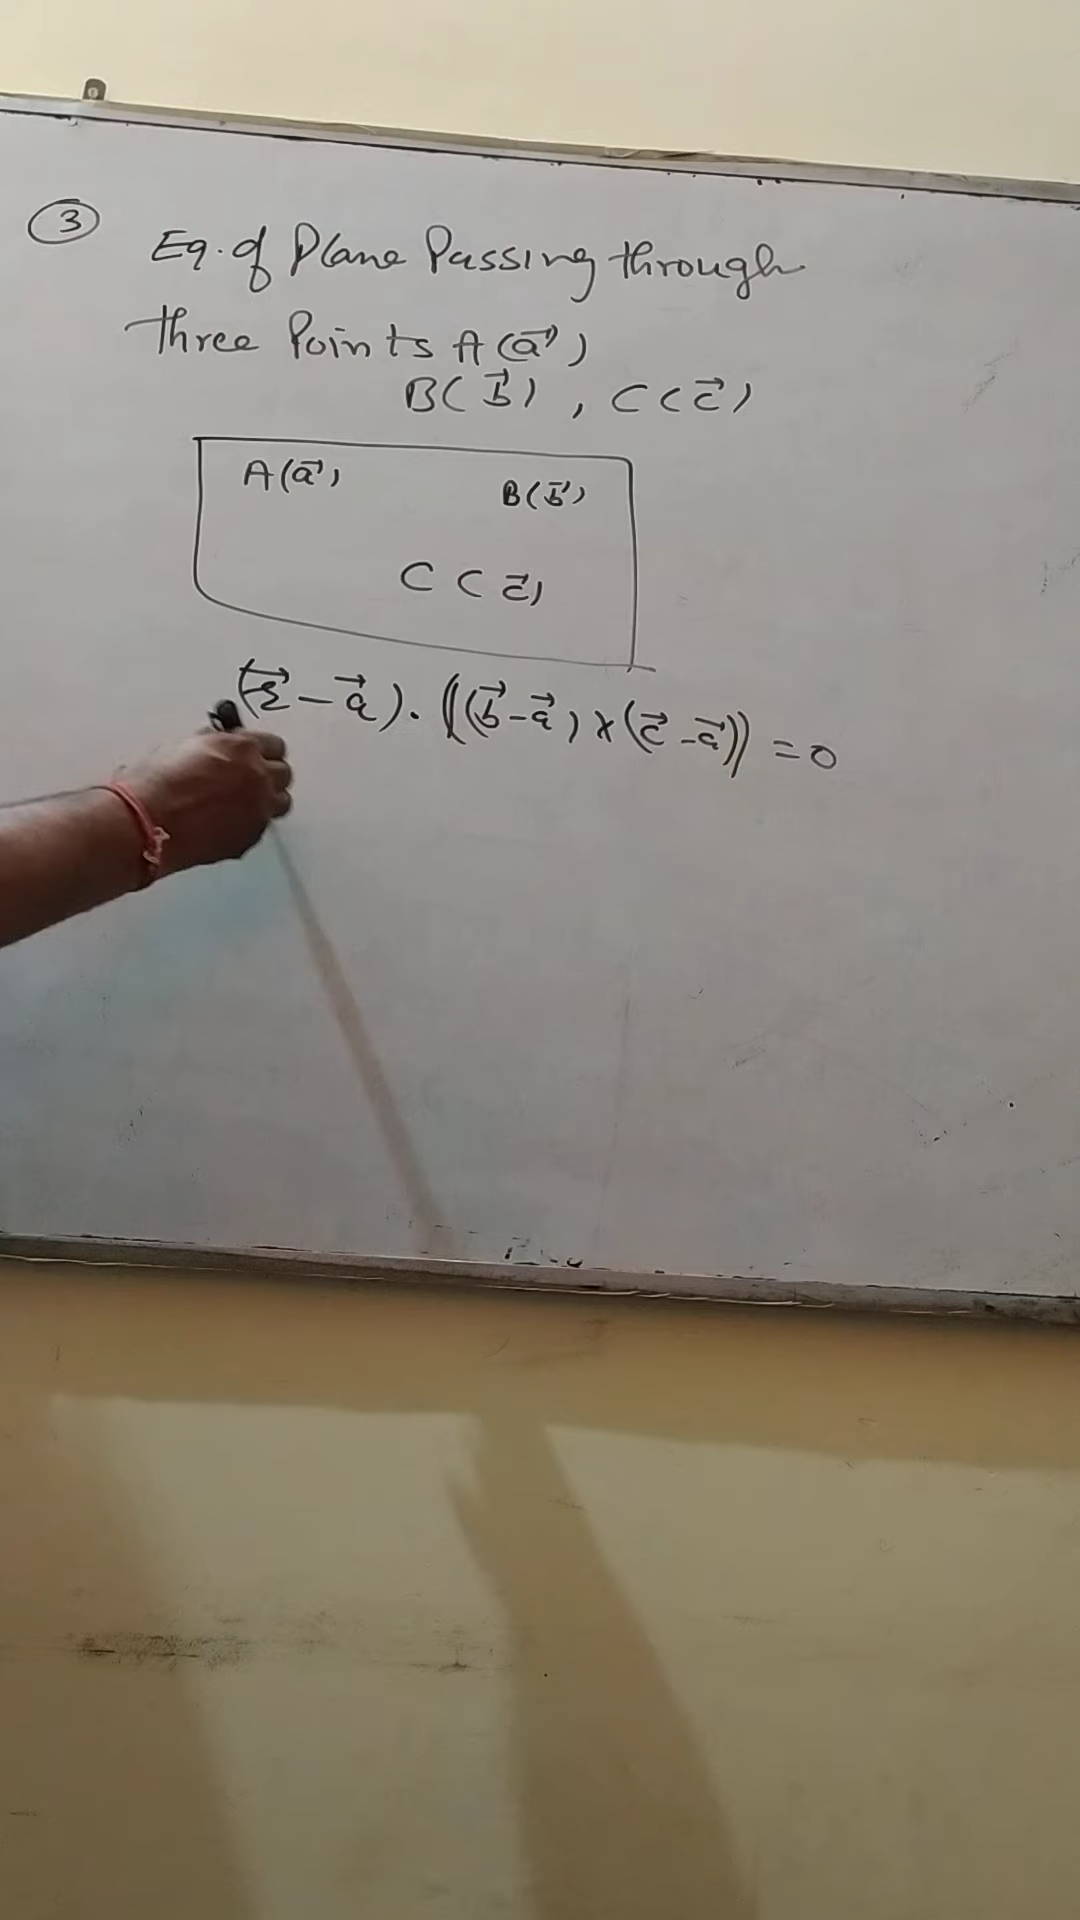 ③ Eq. of Plane Passing through
three Points A(a⃗)
B(b⃗), C(c⃗)
A(a⃗) B(b⃗)
C(c⃗)
(r⃗-a⃗).((b⃗-a⃗)×(c⃗-a⃗))=0